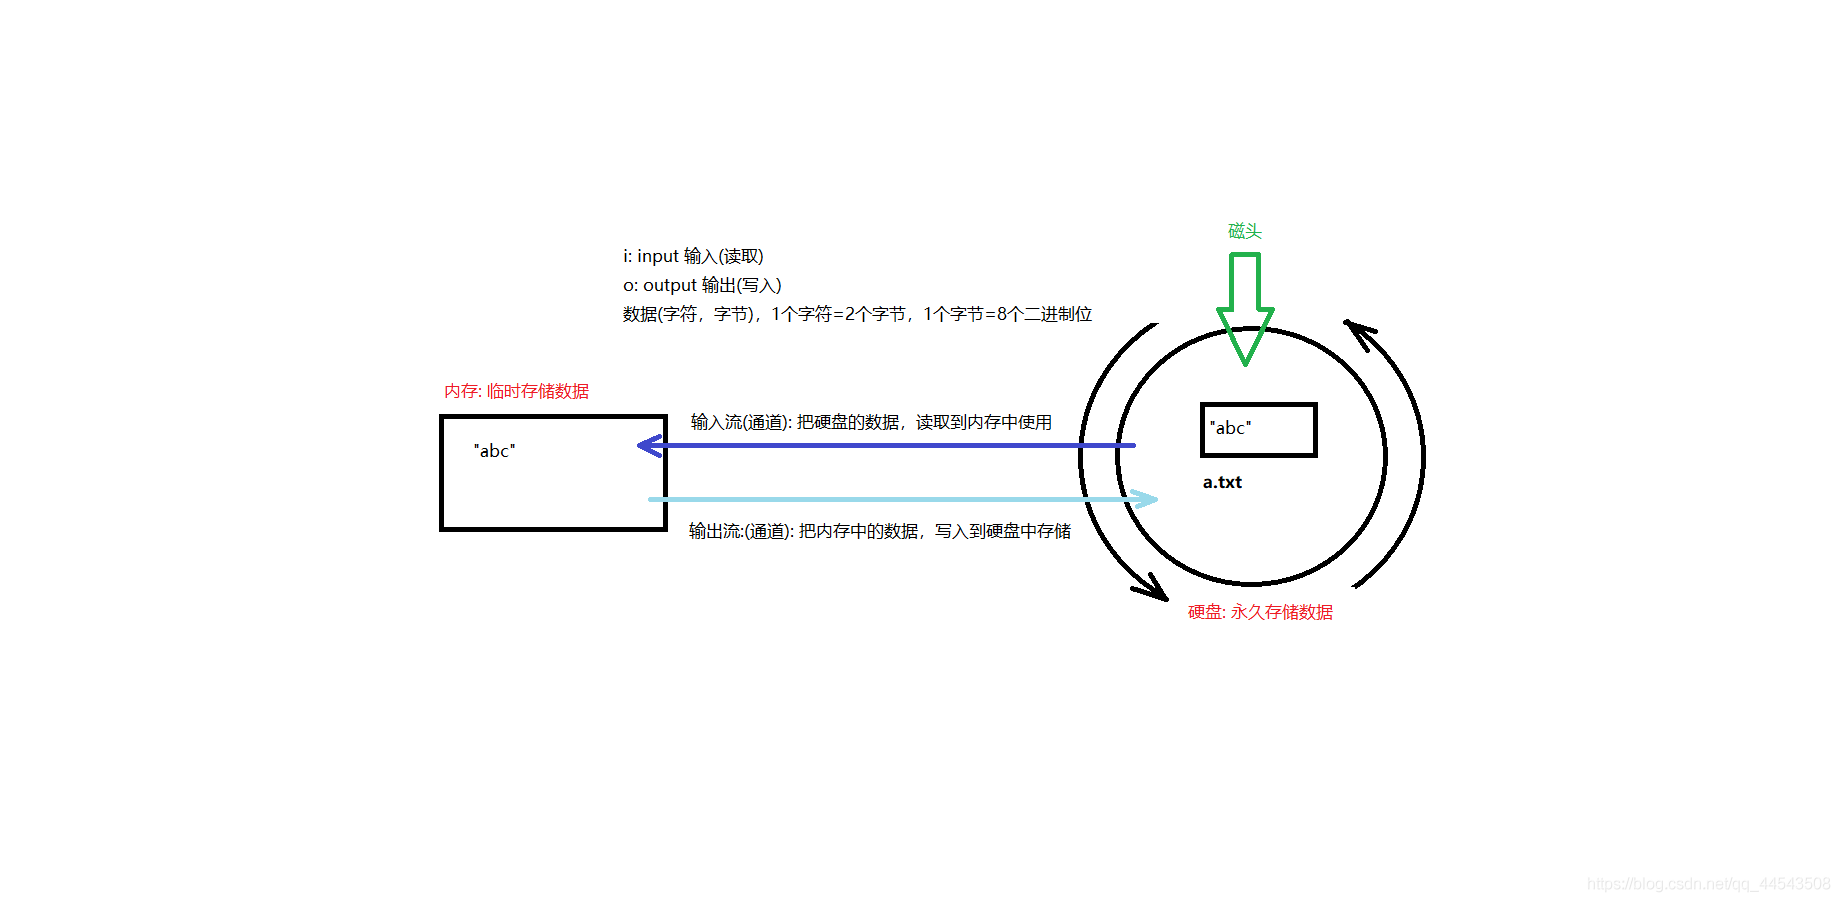 磁头
i: input 输入(读取)
o: output 输出(写入)
数据(字符，字节)，1个字符=2个字节，1个字节=8个二进制位
内存: 临时存储数据
输入流(通道): 把硬盘的数据，读取到内存中使用
"abc"
"abc"
a.txt
输出流:(通道): 把内存中的数据，写入到硬盘中存储
硬盘: 永久存储数据
https://blog.csdn.net/qq_44543508